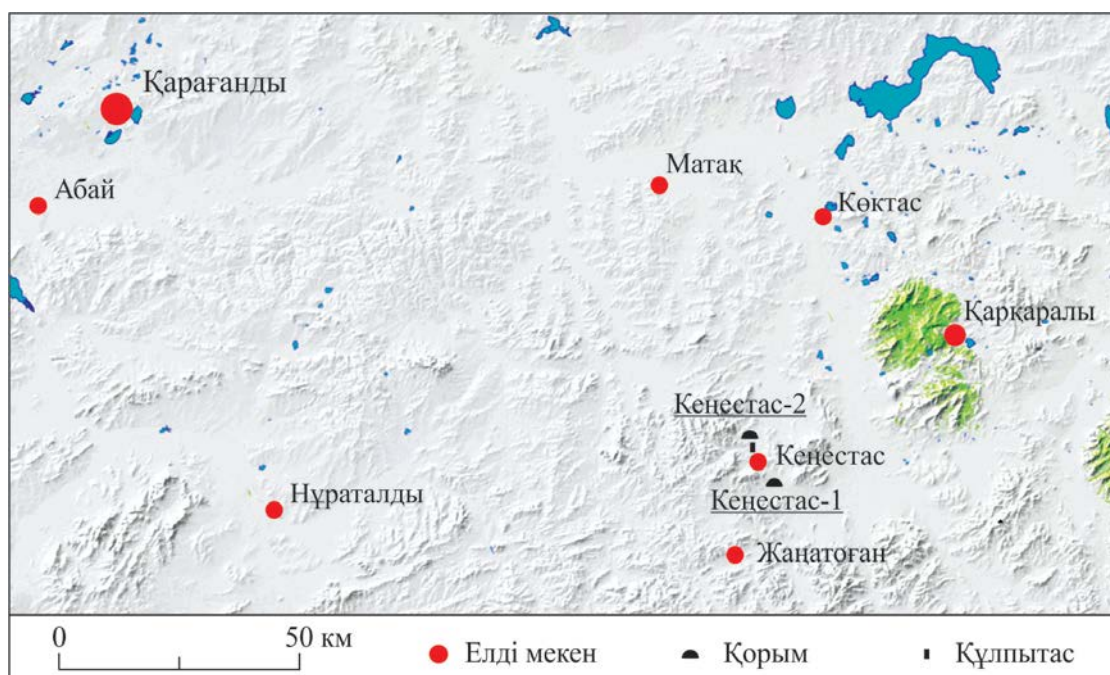 Қарағанды
Абай
Матақ
Көктас
Қарқаралы
Кеңестас-2
Кеңестас
Кеңестас-1
Нұраталды
Жаңатоған
0 50 км
Елді мекен
Қорым
Құлпытас